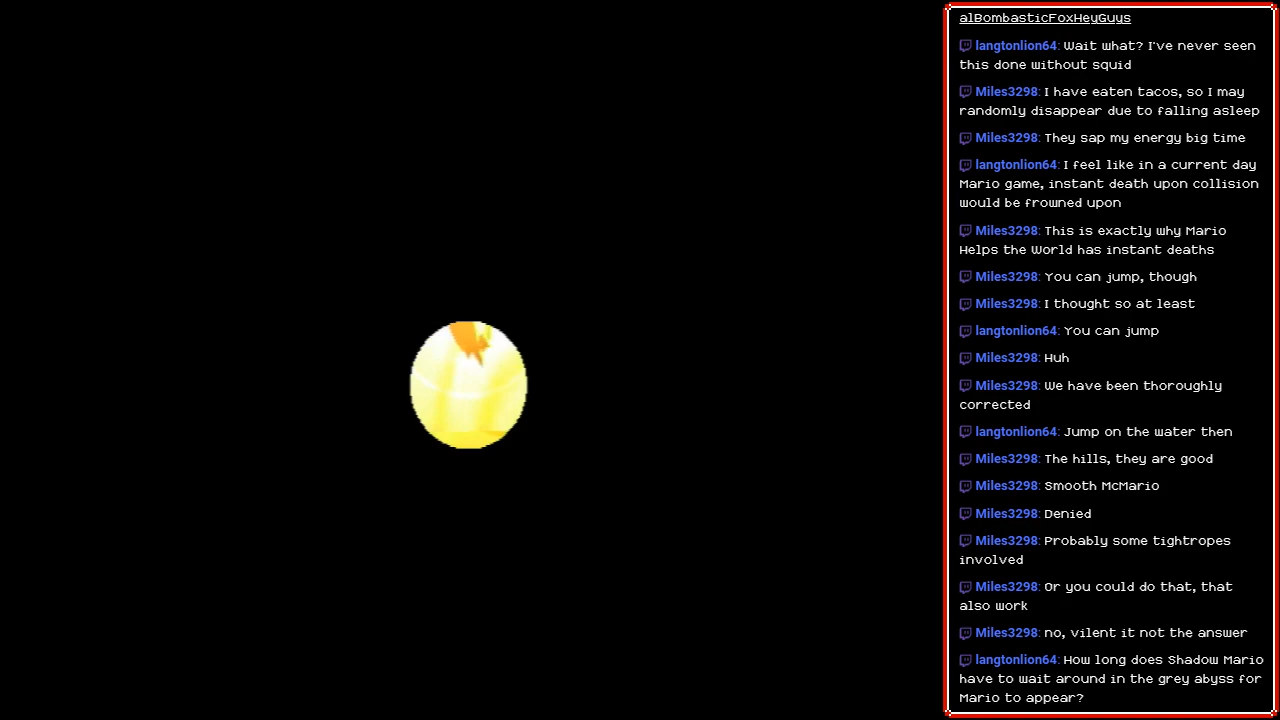 alBombasticFoxHeyGuys
langtonlion64: Wait what? I've never seen
this done without squid
Miles3298: I have eaten tacos, so I may
randomly disappear due to falling asleep
Miles3298: They sap my energy big time
langtonlion64: I feel like in a current day
Mario game, instant death upon collision
would be frowned upon
Miles3298: This is exactly why Mario
Helps the World has instant deaths
Miles3298: You can jump, though
Miles3298: I thought so at least
langtonlion64: You can jump
Miles3298: Huh
Miles3298: We have been thoroughly
corrected
langtonlion64: Jump on the water then
Miles3298: The hills, they are good
Miles3298: Smooth McMario
Miles3298: Denied
Miles3298: Probably some tightropes
involved
Miles3298: Or you could do that, that
also work
Miles3298: no, vilent it not the answer
langtonlion64: How long does Shadow Mario
have to wait around in the grey abyss for
Mario to appear?